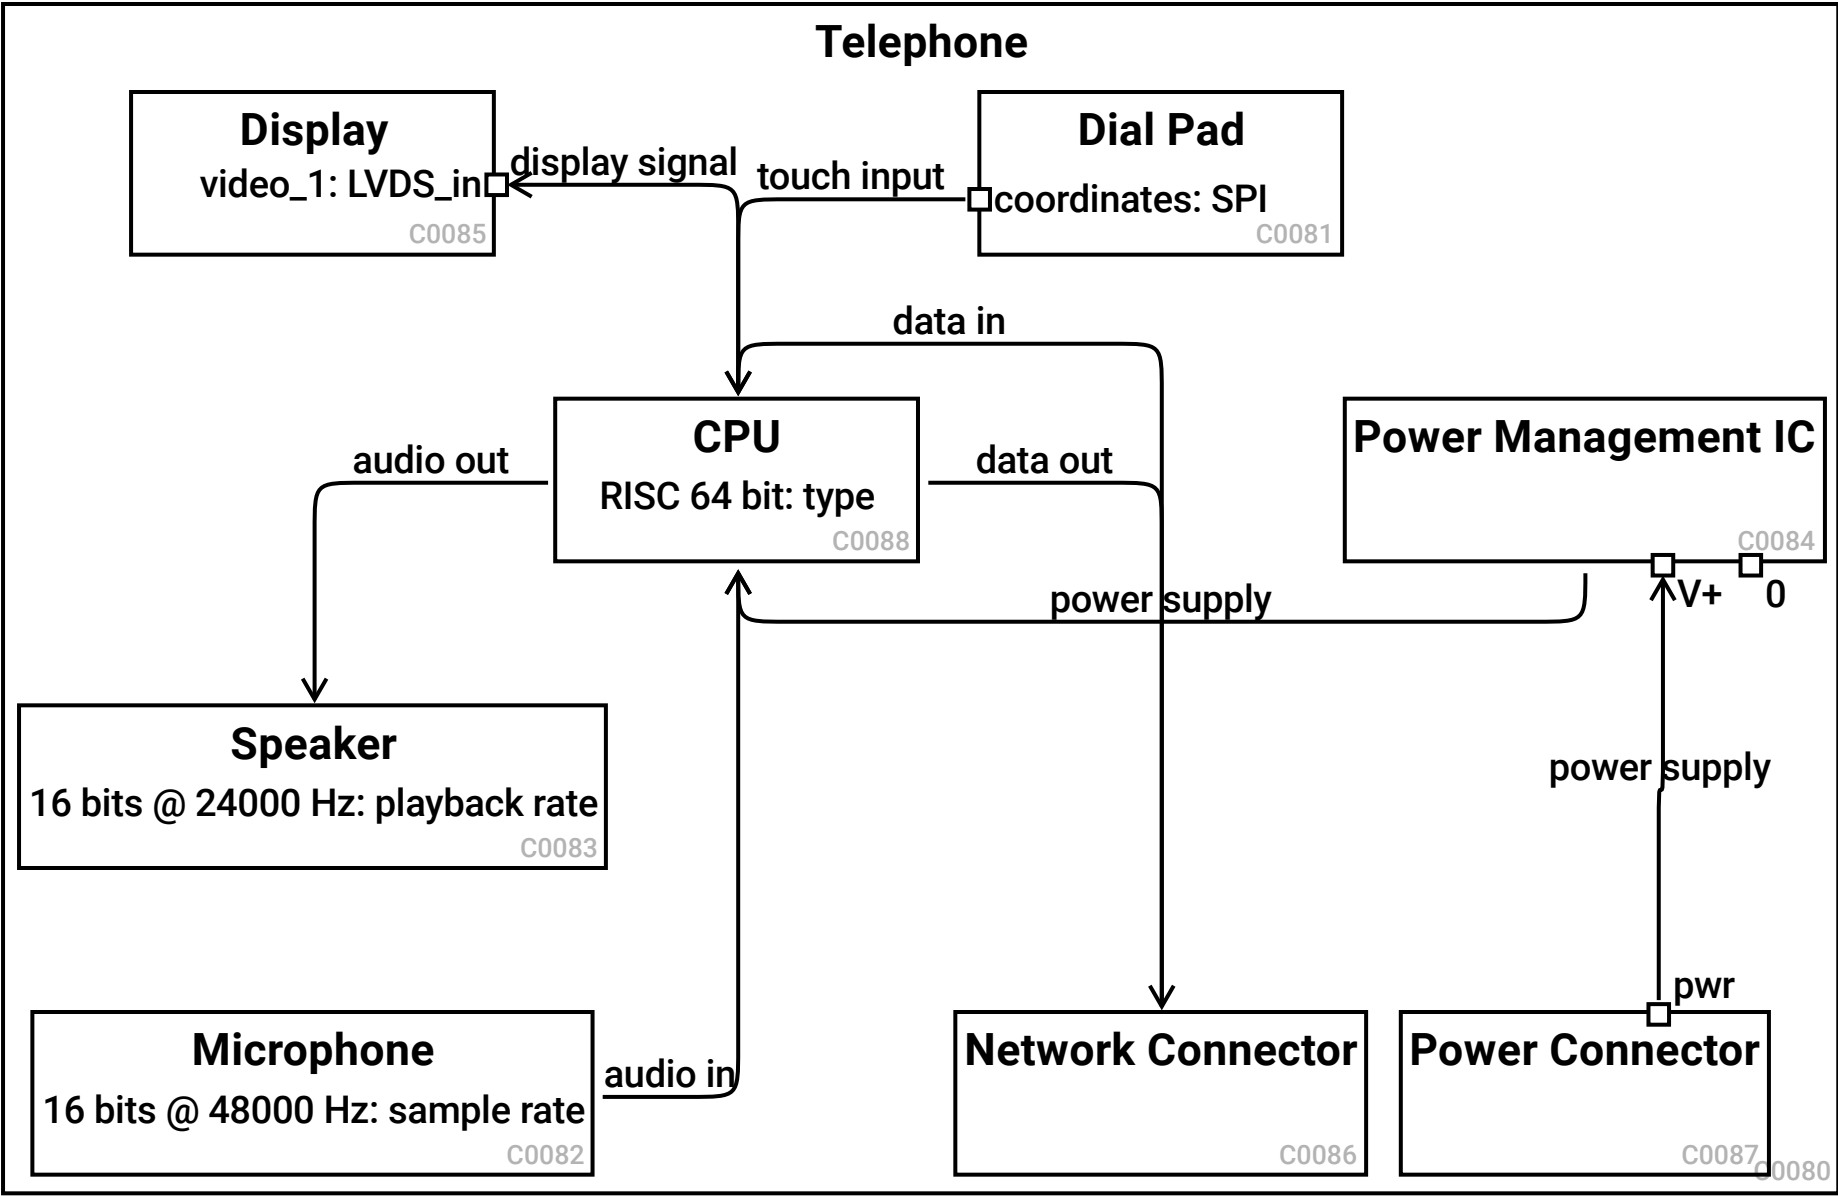 Telephone
Display
video_1: LVDS_in
C0085
display signal
touch input
Dial Pad
coordinates: SPI
C0081
data in
CPU
RISC 64 bit: type
C0088
audio out
data out
Power Management IC
C0084
V+
0
power supply
Speaker
16 bits @ 24000 Hz: playback rate
C0083
power supply
pwr
Microphone
16 bits @ 48000 Hz: sample rate
C0082
audio in
Network Connector
C0086
Power Connector
C0087
C0080